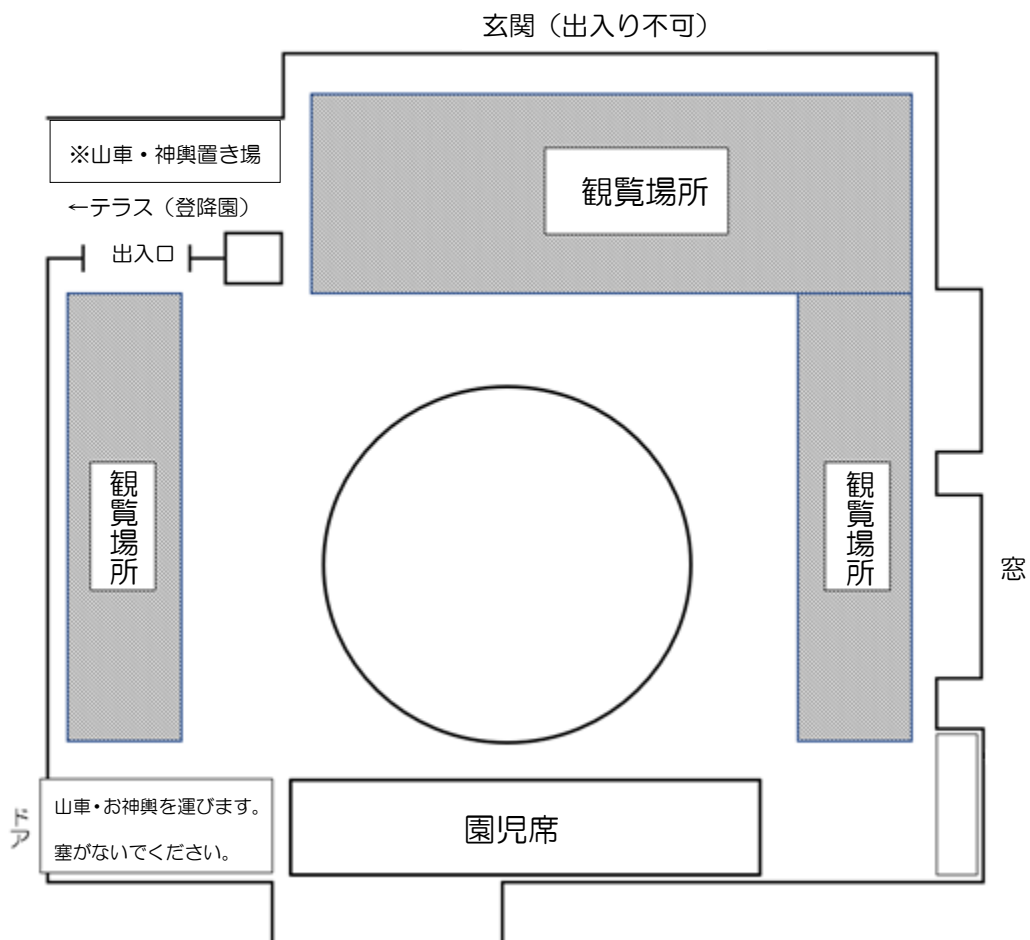 玄関（出入り不可）
※山車・神輿置き場
観覧場所
←テラス（登降園）
出入口
観覧場所
観覧場所
窓
山車・お神輿を運びます。
塞がないでください。
ドア
園児席